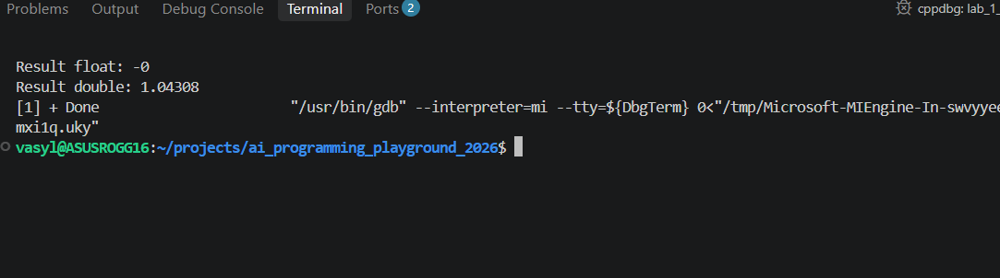 Problems Output Debug Console Terminal Ports 2 cppdbg: lab_1_
Result float: -0
Result double: 1.04308
[1] + Done "/usr/bin/gdb" --interpreter=mi --tty=${DbgTerm} 0<"/tmp/Microsoft-MIEngine-In-swvyyee
mxi1q.uky"
vasyl@ASUSROGG16:~/projects/ai_programming_playground_2026$